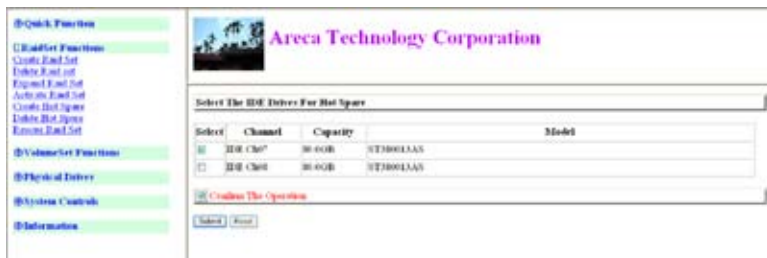 Quick Function
RaidSet Functions
Create Raid Set
Delete Raid set
Expand Raid Set
Activate Raid Set
Create Hot Spare
Delete Hot Spare
Rescue Raid Set
VolumeSet Functions
Physical Drives
System Controls
Information
Areca Technology Corporation
Select The IDE Drives For Hot Spare
Select Channel Capacity Model
IDE Ch07 80.0GB ST380013AS
IDE Ch08 80.0GB ST380013AS
Confirm The Operation
Submit Reset